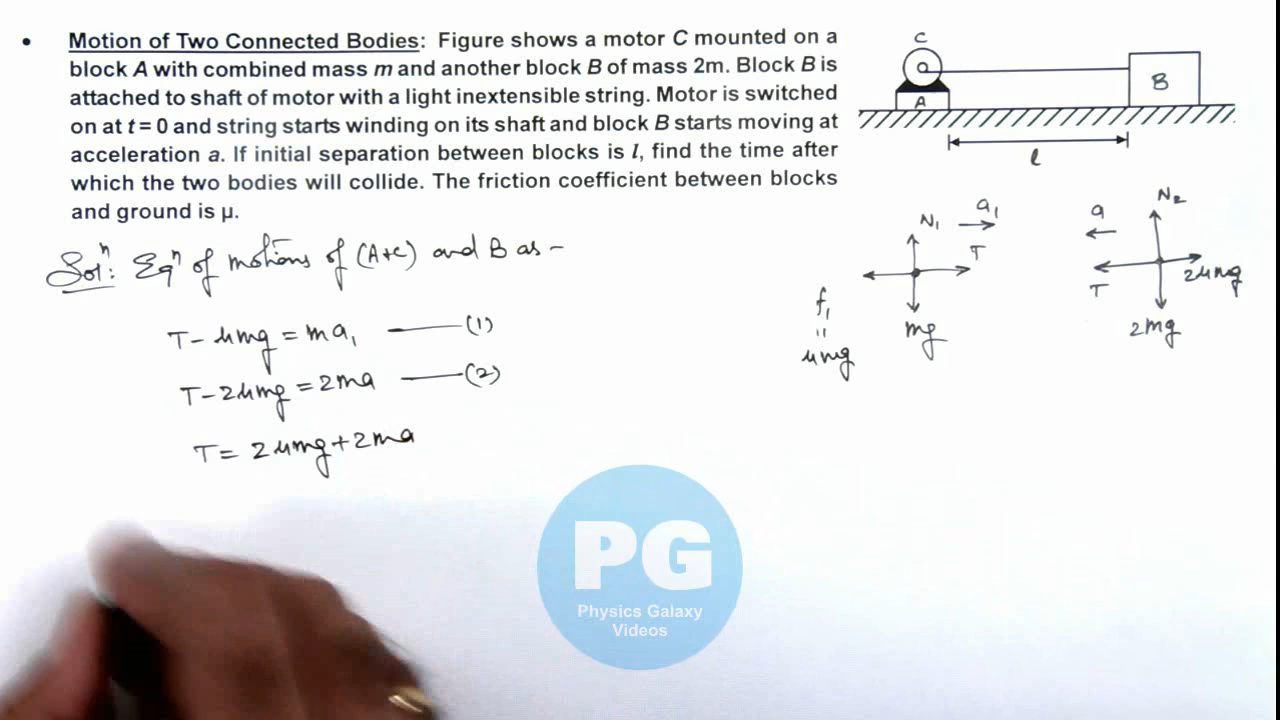 • Motion of Two Connected Bodies: Figure shows a motor C mounted on a
block A with combined mass m and another block B of mass 2m. Block B is
attached to shaft of motor with a light inextensible string. Motor is switched
on at t = 0 and string starts winding on its shaft and block B starts moving at
acceleration a. If initial separation between blocks is l, find the time after
which the two bodies will collide. The friction coefficient between blocks
and ground is μ.
C
A
B
l
Solⁿ: Eqⁿ of motions of (A+C) and B as –
T - μmg = ma₁ —— (1)
T - 2μmg = 2ma —— (2)
T = 2μmg + 2ma
N₁
a₁
T
f₁
"
μmg
mg
N₂
a
T
2μmg
2mg
PG
Physics Galaxy
Videos